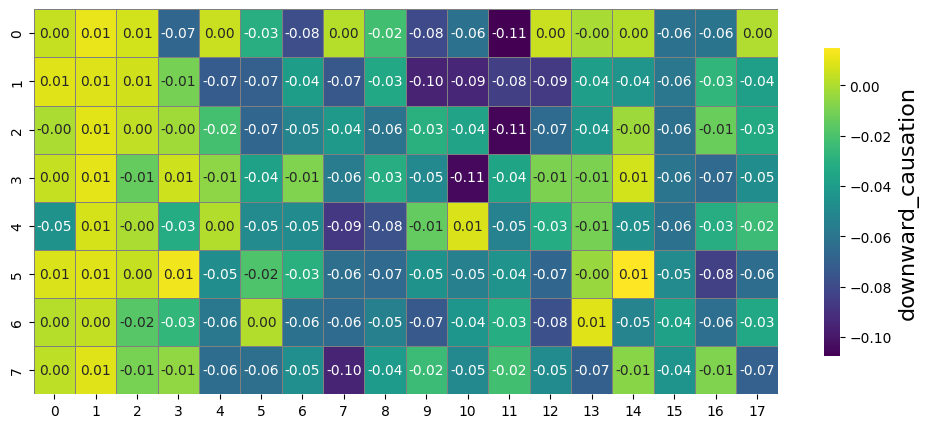 0 0.00 0.01 0.01 -0.07 0.00 -0.03 -0.08 0.00 -0.02 -0.08 -0.06 -0.11 0.00 -0.00 0.00 -0.06 -0.06 0.00
1 0.01 0.01 0.01 -0.01 -0.07 -0.07 -0.04 -0.07 -0.03 -0.10 -0.09 -0.08 -0.09 -0.04 -0.04 -0.06 -0.03 -0.04
2 -0.00 0.01 0.00 -0.00 -0.02 -0.07 -0.05 -0.04 -0.06 -0.03 -0.04 -0.11 -0.07 -0.04 -0.00 -0.06 -0.01 -0.03
3 0.00 0.01 -0.01 0.01 -0.01 -0.04 -0.01 -0.06 -0.03 -0.05 -0.11 -0.04 -0.01 -0.01 0.01 -0.06 -0.07 -0.05
4 -0.05 0.01 -0.00 -0.03 0.00 -0.05 -0.05 -0.09 -0.08 -0.01 0.01 -0.05 -0.03 -0.01 -0.05 -0.06 -0.03 -0.02
5 0.01 0.01 0.00 0.01 -0.05 -0.02 -0.03 -0.06 -0.07 -0.05 -0.05 -0.04 -0.07 -0.00 0.01 -0.05 -0.08 -0.06
6 0.00 0.00 -0.02 -0.03 -0.06 0.00 -0.06 -0.06 -0.05 -0.07 -0.04 -0.03 -0.08 0.01 -0.05 -0.04 -0.06 -0.03
7 0.00 0.01 -0.01 -0.01 -0.06 -0.06 -0.05 -0.10 -0.04 -0.02 -0.05 -0.02 -0.05 -0.07 -0.01 -0.04 -0.01 -0.07
0 1 2 3 4 5 6 7 8 9 10 11 12 13 14 15 16 17
0.00
−0.02
−0.04
−0.06
−0.08
−0.10
downward_causation